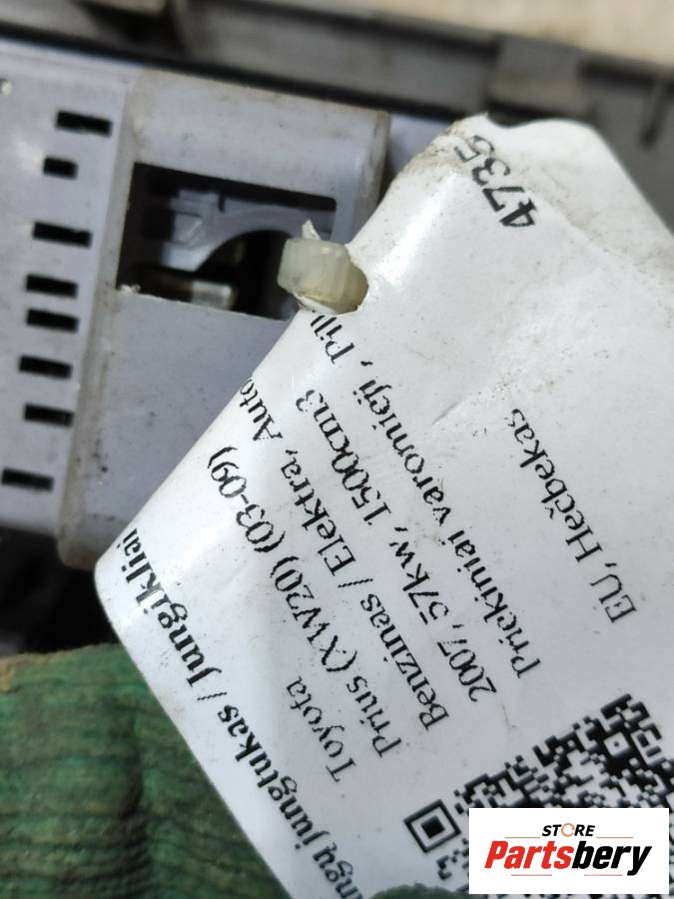 4735
jungtukas / Jungikliai
Toyota
Prius (XW20) (03-09)
Benzinas / Elektra,
2007, 57kw, 1500cm3
Priekiniai varomieji,
EU, Hečbekas
STORE
Partsbery